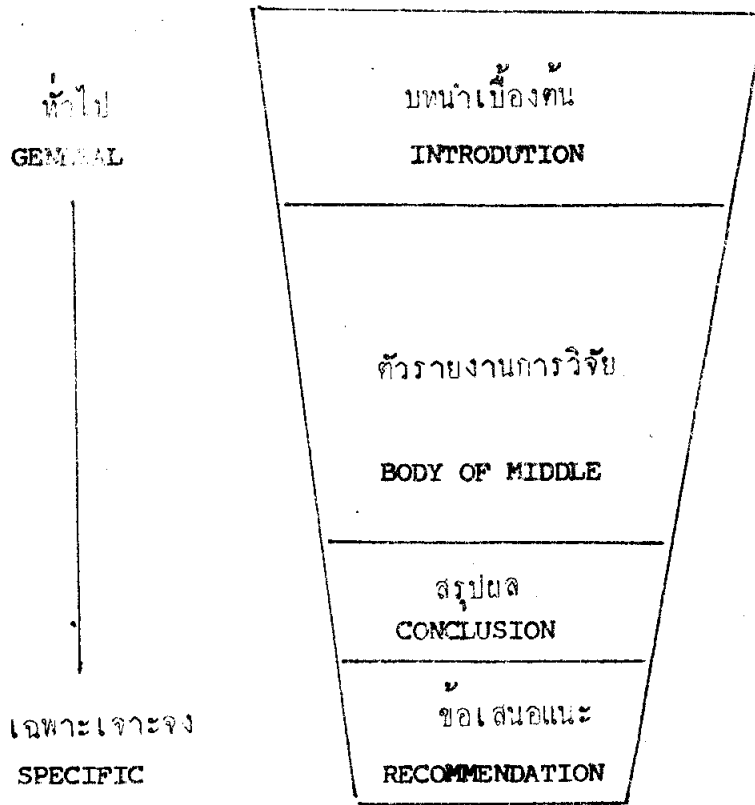 ทั่วไป
GENERAL
บทนำเบื้องต้น
INTRODUTION
ตัวรายงานการวิจัย
BODY OF MIDDLE
สรุปผล
CONCLUSION
เฉพาะเจาะจง
SPECIFIC
ข้อเสนอแนะ
RECOMMENDATION